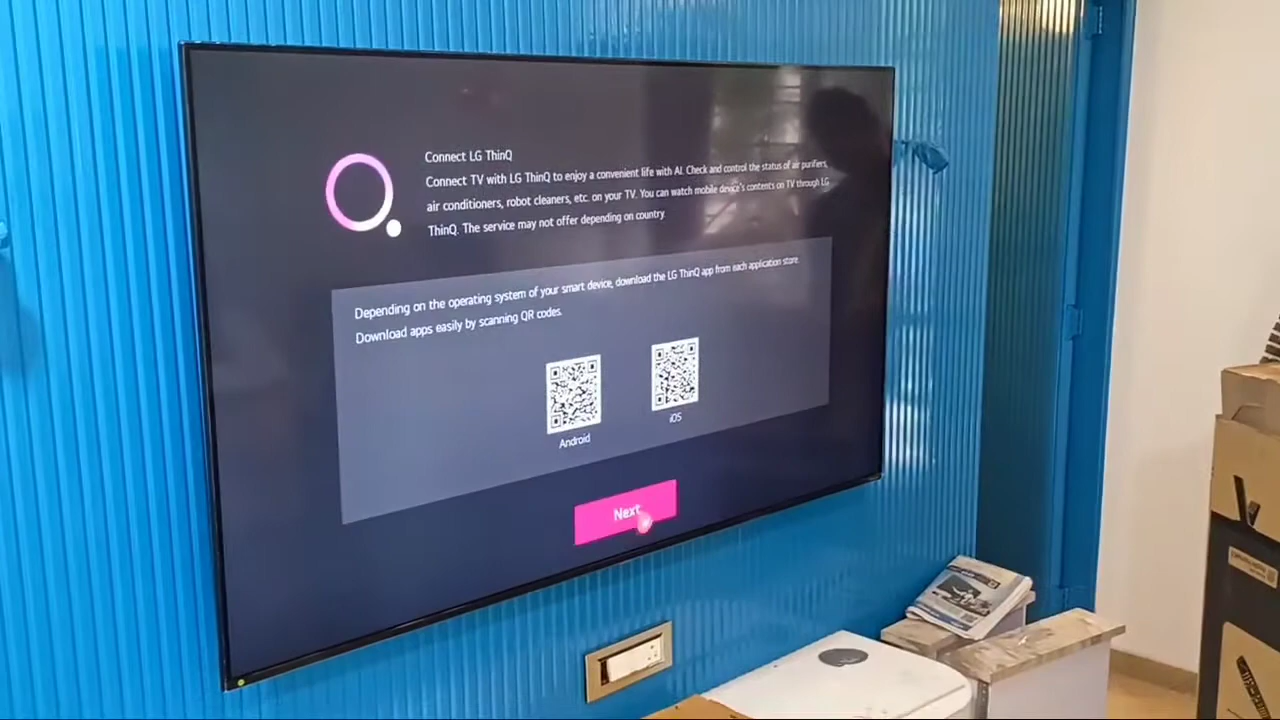 Connect LG ThinQ
Connect TV with LG ThinQ to enjoy a convenient life with AI. Check and control the status of air purifiers,
air conditioners, robot cleaners, etc. on your TV. You can watch mobile device's contents on TV through LG
ThinQ. The service may not offer depending on country.
Depending on the operating system of your smart device, download the LG ThinQ app from each application store.
Download apps easily by scanning QR codes.
Android
iOS
Next